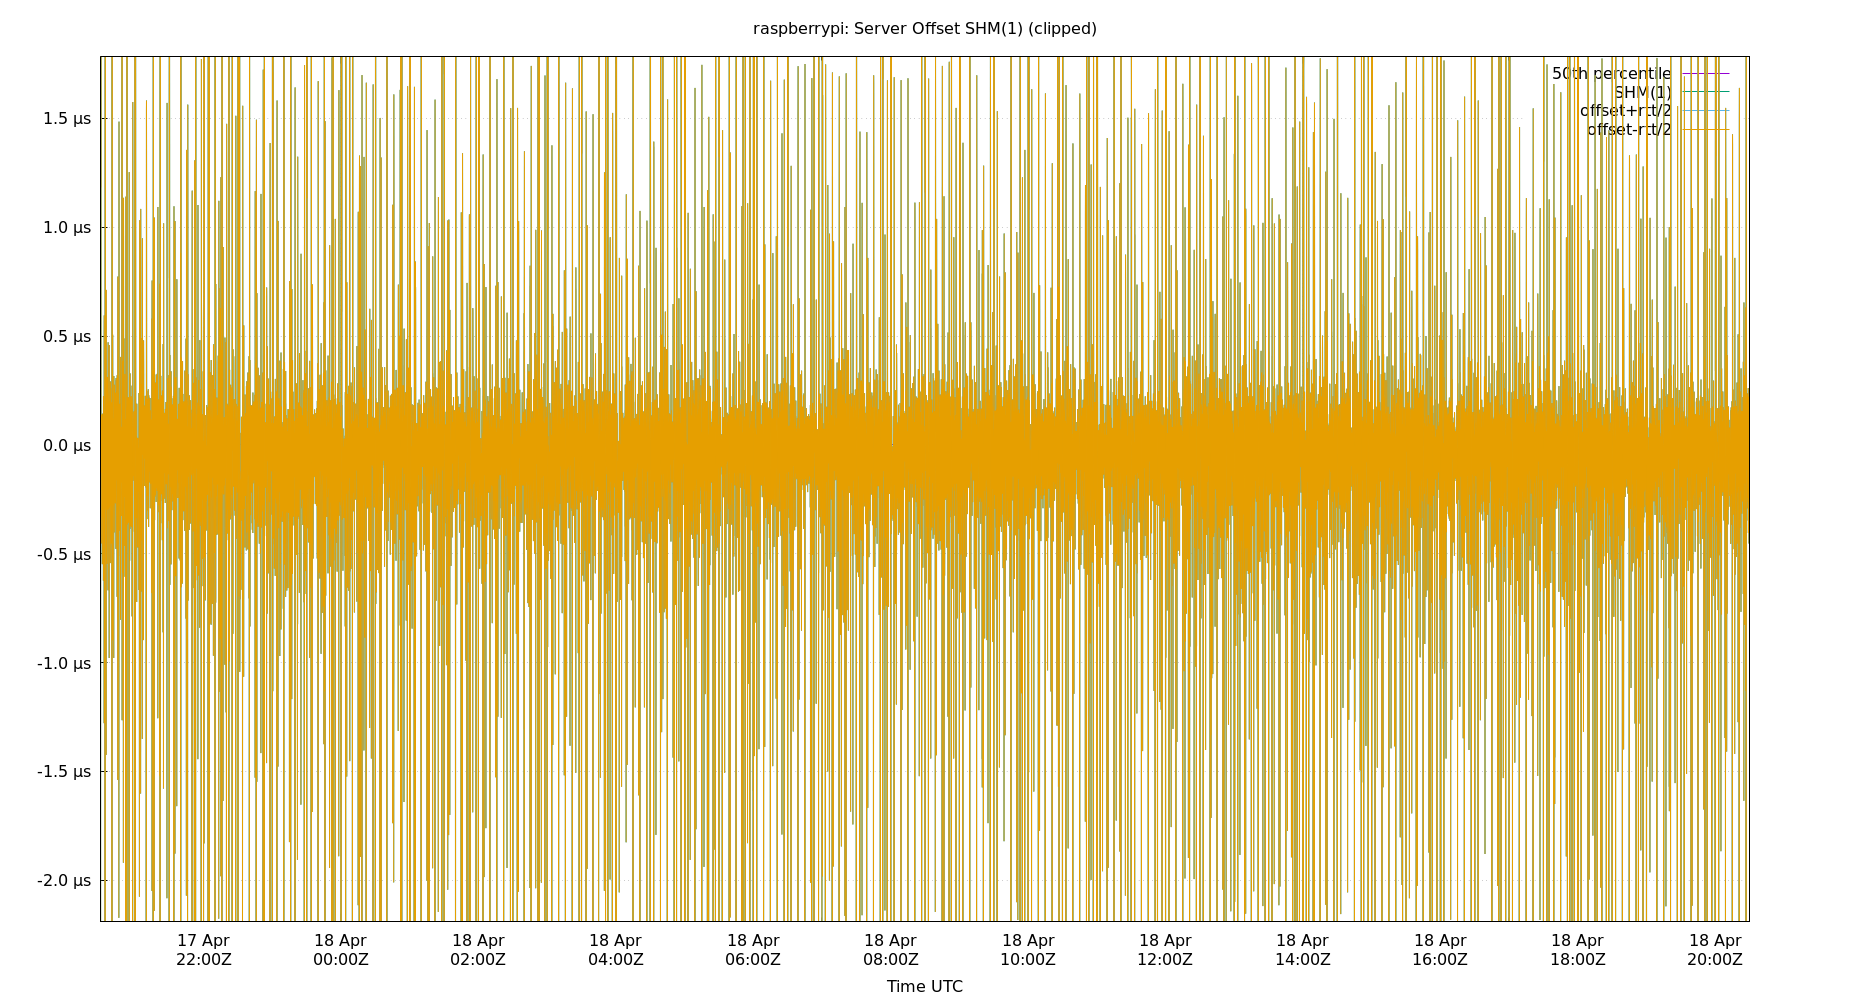 raspberrypi: Server Offset SHM(1) (clipped)
50th percentile
SHM(1)
offset+rtt/2
offset-rtt/2
1.5 µs
1.0 µs
0.5 µs
0.0 µs
-0.5 µs
-1.0 µs
-1.5 µs
-2.0 µs
17 Apr 18 Apr 18 Apr 18 Apr 18 Apr 18 Apr 18 Apr 18 Apr 18 Apr 18 Apr 18 Apr 18 Apr
22:00Z 00:00Z 02:00Z 04:00Z 06:00Z 08:00Z 10:00Z 12:00Z 14:00Z 16:00Z 18:00Z 20:00Z
Time UTC